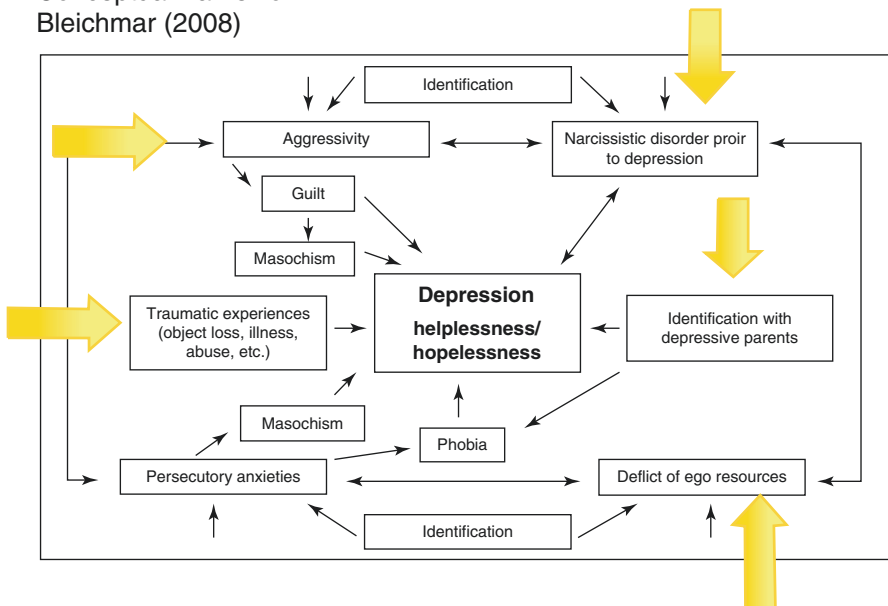 Bleichmar (2008)
Identification
Aggressivity
Narcissistic disorder proir
to depression
Guilt
Masochism
Depression
helplessness/
hopelessness
Traumatic experiences
(object loss, illness,
abuse, etc.)
Identification with
depressive parents
Masochism
Phobia
Persecutory anxieties
Deflict of ego resources
Identification